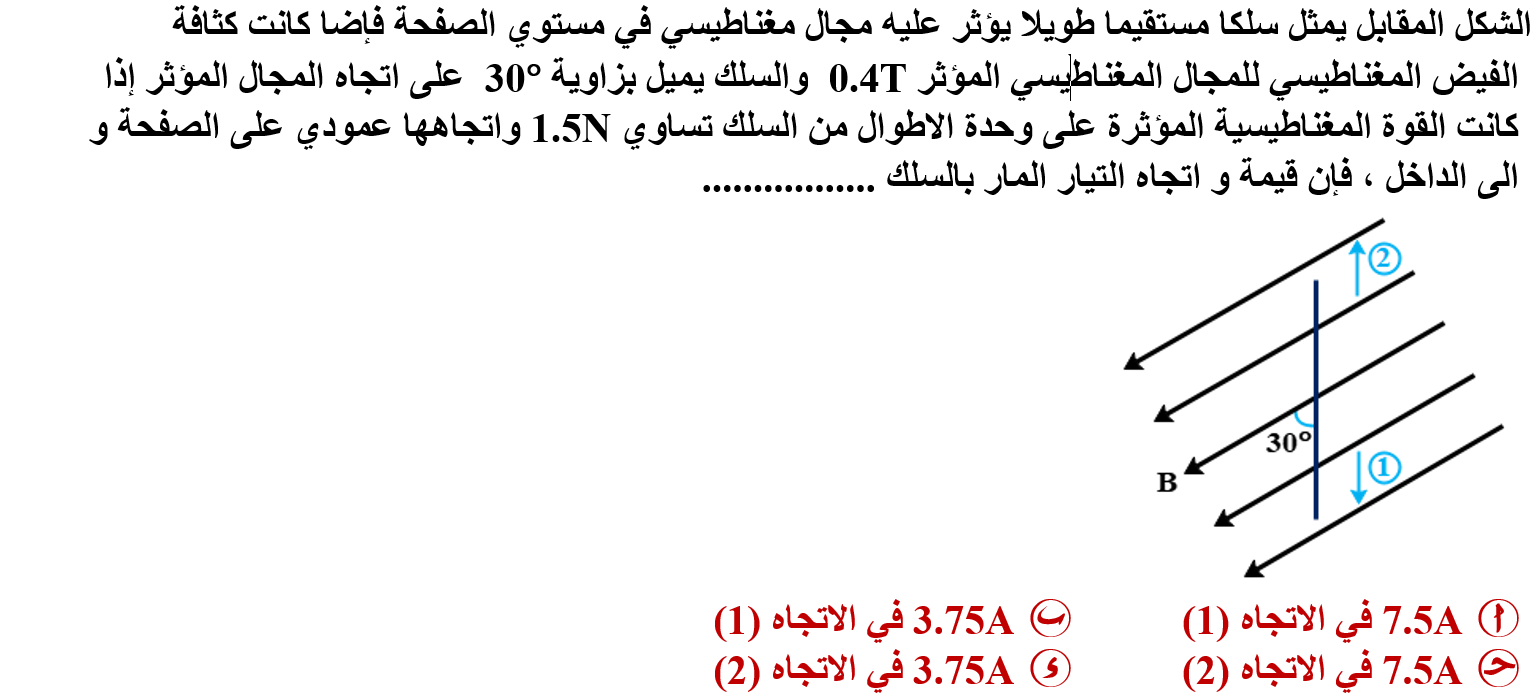 الشكل المقابل يمثل سلكا مستقيما طويلا يؤثر عليه مجال مغناطيسي في مستوي الصفحة فإضا كانت كثافة
الفيض المغناطيسي للمجال المغناطيسي المؤثر 0.4T والسلك يميل بزاوية 30° على اتجاه المجال المؤثر إذا
كانت القوة المغناطيسية المؤثرة على وحدة الاطوال من السلك تساوي 1.5N واتجاهها عمودي على الصفحة و
الى الداخل ، فإن قيمة و اتجاه التيار المار بالسلك .................
②
30°
B
①
أ 7.5A في الاتجاه (1)
ب 3.75A في الاتجاه (1)
ج 7.5A في الاتجاه (2)
د 3.75A في الاتجاه (2)